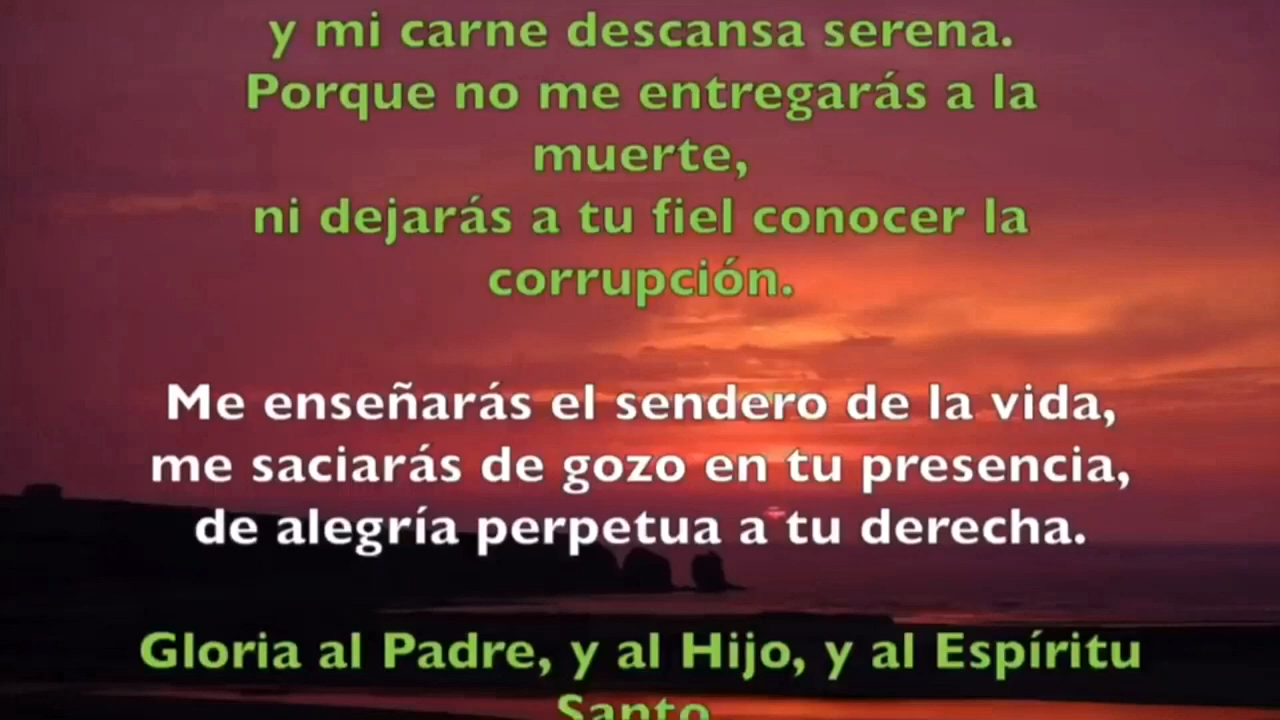 y mi carne descansa serena.
Porque no me entregarás a la
muerte,
ni dejarás a tu fiel conocer la
corrupción.
Me enseñarás el sendero de la vida,
me saciarás de gozo en tu presencia,
de alegría perpetua a tu derecha.
Gloria al Padre, y al Hijo, y al Espíritu
Santo